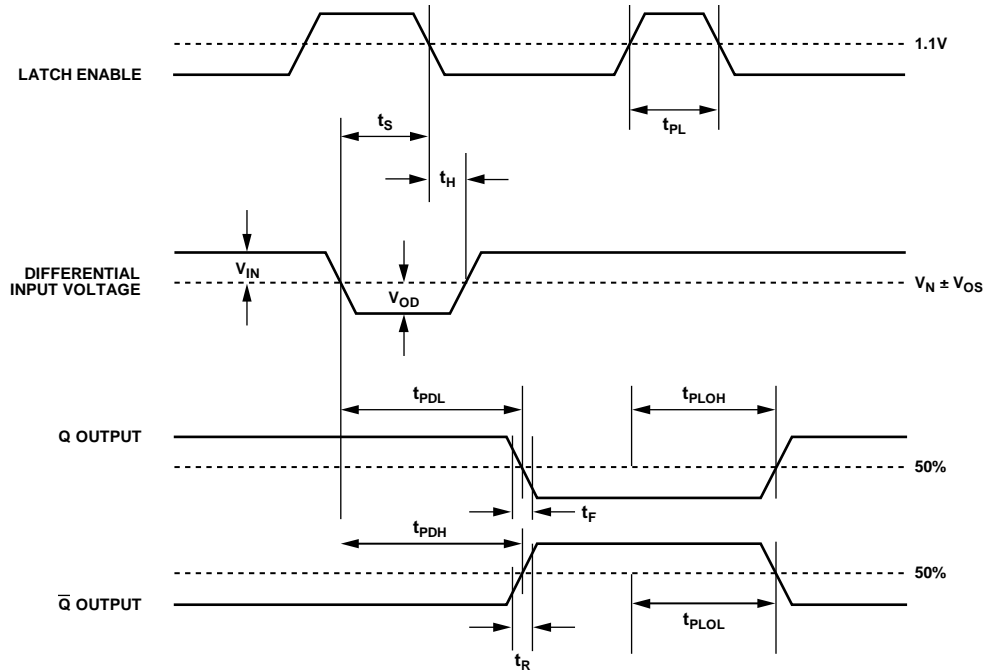 1.1V
LATCH ENABLE
tS
tPL
tH
VIN
DIFFERENTIAL
INPUT VOLTAGE
VN ± VOS
VOD
tPDL
tPLOH
Q OUTPUT
50%
tF
tPDH
50%
Q̅ OUTPUT
tPLOL
tR